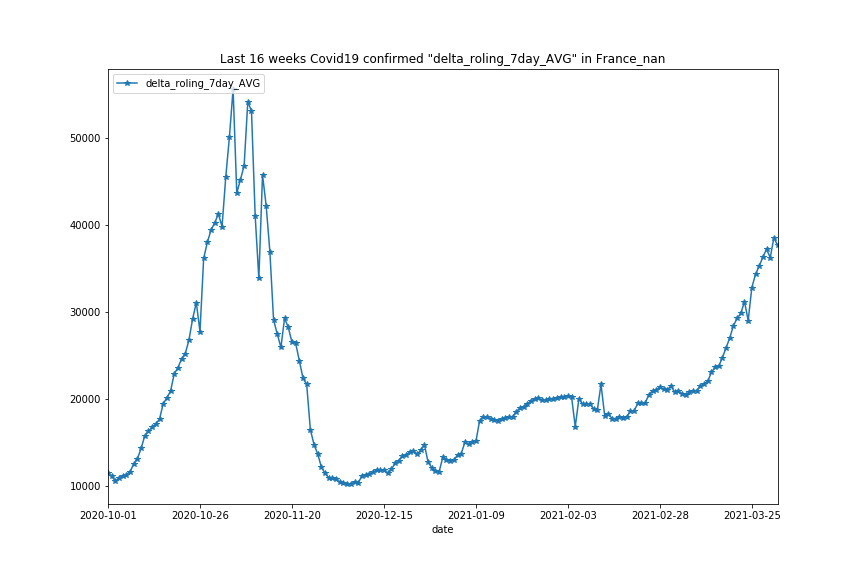 Last 16 weeks Covid19 confirmed "delta_roling_7day_AVG" in France_nan
delta_roling_7day_AVG
50000
40000
30000
20000
10000
2020-10-01 2020-10-26 2020-11-20 2020-12-15 2021-01-09 2021-02-03 2021-02-28 2021-03-25
date